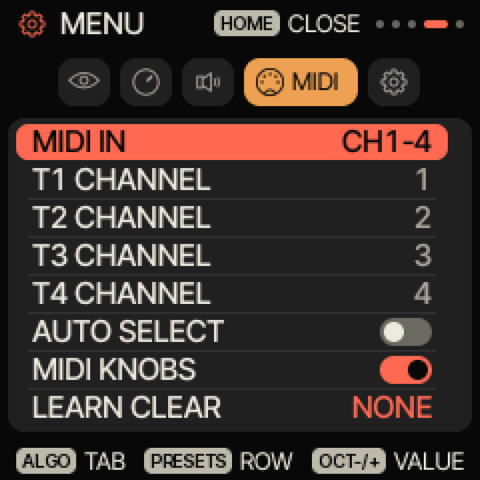 MENU HOME CLOSE
MIDI
MIDI IN CH1-4
T1 CHANNEL 1
T2 CHANNEL 2
T3 CHANNEL 3
T4 CHANNEL 4
AUTO SELECT
MIDI KNOBS
LEARN CLEAR NONE
ALGO TAB PRESETS ROW OCT-/+ VALUE